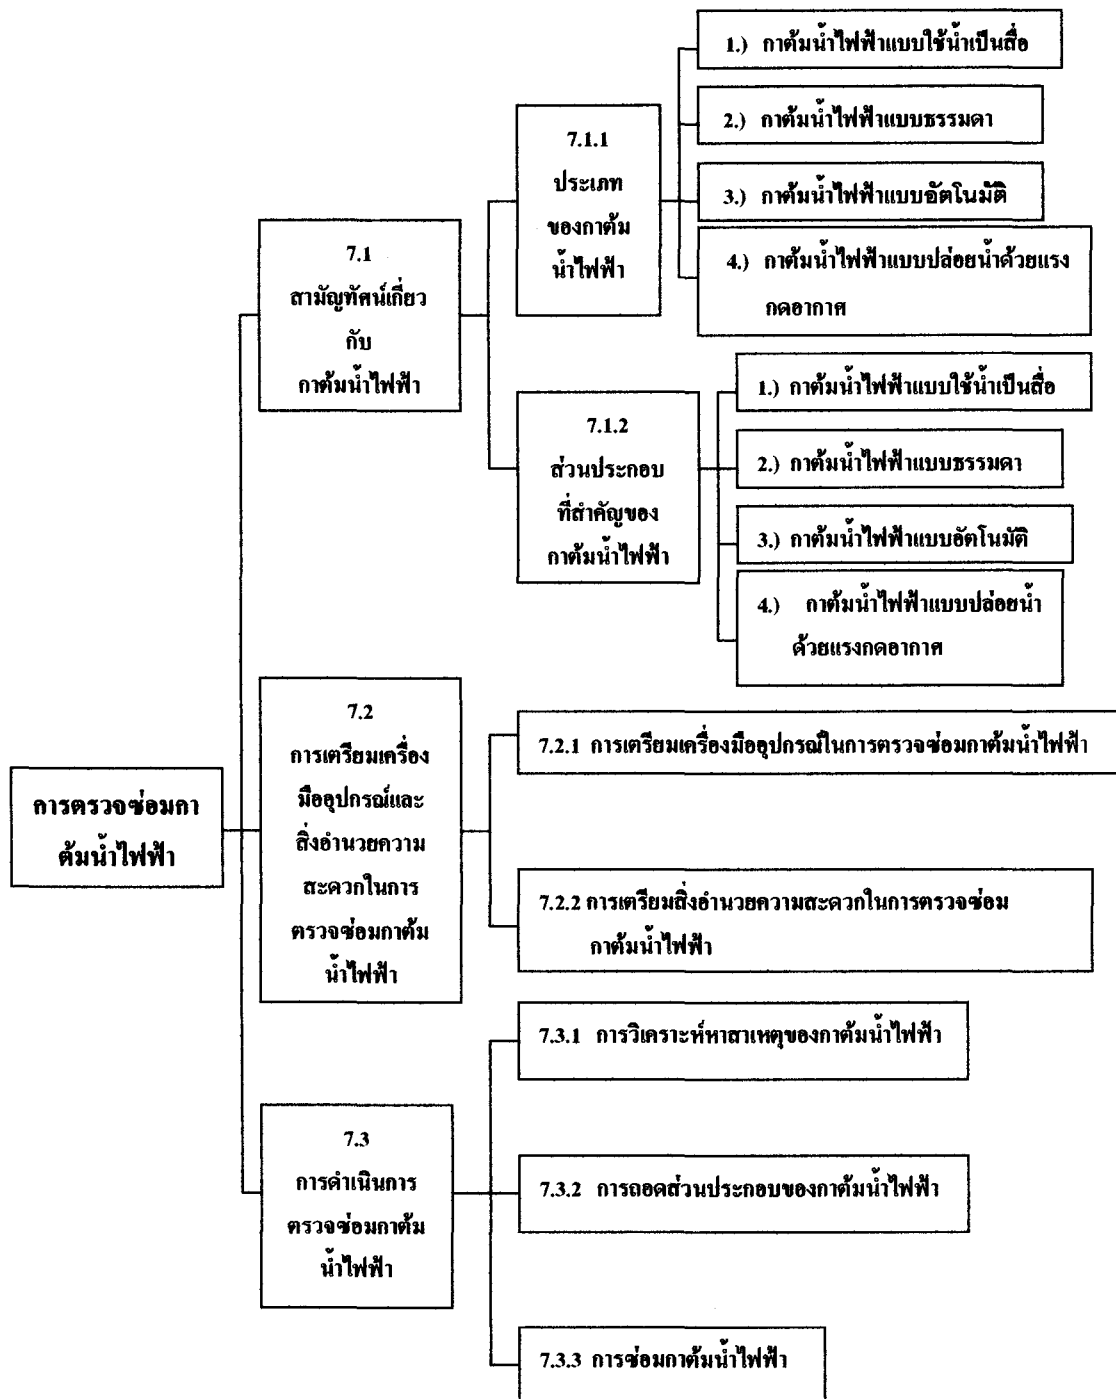 การตรวจซ่อมกา
ต้มน้ำไฟฟ้า
7.1
สามัญทัศน์เกี่ยว
กับ
กาต้มน้ำไฟฟ้า
7.1.1
ประเภท
ของกาต้ม
น้ำไฟฟ้า
1.) กาต้มน้ำไฟฟ้าแบบใช้น้ำเป็นสื่อ
2.) กาต้มน้ำไฟฟ้าแบบธรรมดา
3.) กาต้มน้ำไฟฟ้าแบบอัตโนมัติ
4.) กาต้มน้ำไฟฟ้าแบบปล่อยน้ำด้วยแรง
กดอากาศ
7.1.2
ส่วนประกอบ
ที่สำคัญของ
กาต้มน้ำไฟฟ้า
1.) กาต้มน้ำไฟฟ้าแบบใช้น้ำเป็นสื่อ
2.) กาต้มน้ำไฟฟ้าแบบธรรมดา
3.) กาต้มน้ำไฟฟ้าแบบอัตโนมัติ
4.) กาต้มน้ำไฟฟ้าแบบปล่อยน้ำ
ด้วยแรงกดอากาศ
7.2
การเตรียมเครื่อง
มืออุปกรณ์และ
สิ่งอำนวยความ
สะดวกในการ
ตรวจซ่อมกาต้ม
น้ำไฟฟ้า
7.2.1 การเตรียมเครื่องมืออุปกรณ์ในการตรวจซ่อมกาต้มน้ำไฟฟ้า
7.2.2 การเตรียมสิ่งอำนวยความสะดวกในการตรวจซ่อม
กาต้มน้ำไฟฟ้า
7.3
การดำเนินการ
ตรวจซ่อมกาต้ม
น้ำไฟฟ้า
7.3.1 การวิเคราะห์หาสาเหตุของกาต้มน้ำไฟฟ้า
7.3.2 การถอดส่วนประกอบของกาต้มน้ำไฟฟ้า
7.3.3 การซ่อมกาต้มน้ำไฟฟ้า